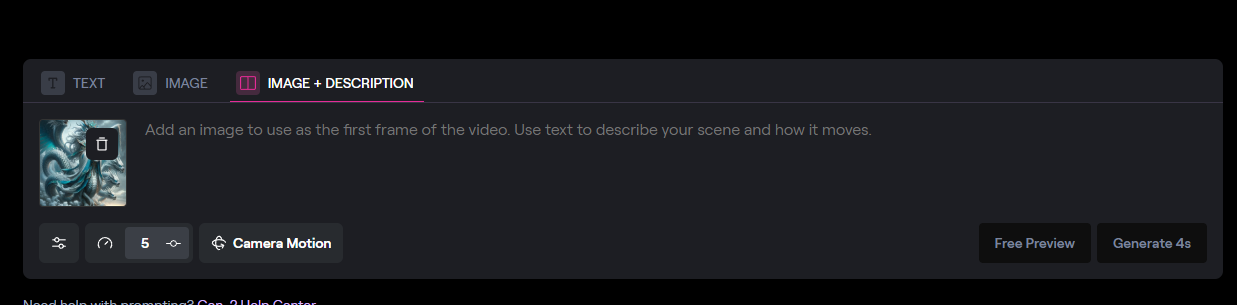 T TEXT IMAGE IMAGE + DESCRIPTION
Add an image to use as the first frame of the video. Use text to describe your scene and how it moves.
5 Camera Motion Free Preview Generate 4s
Need help with prompting? Gen-2 Help Center